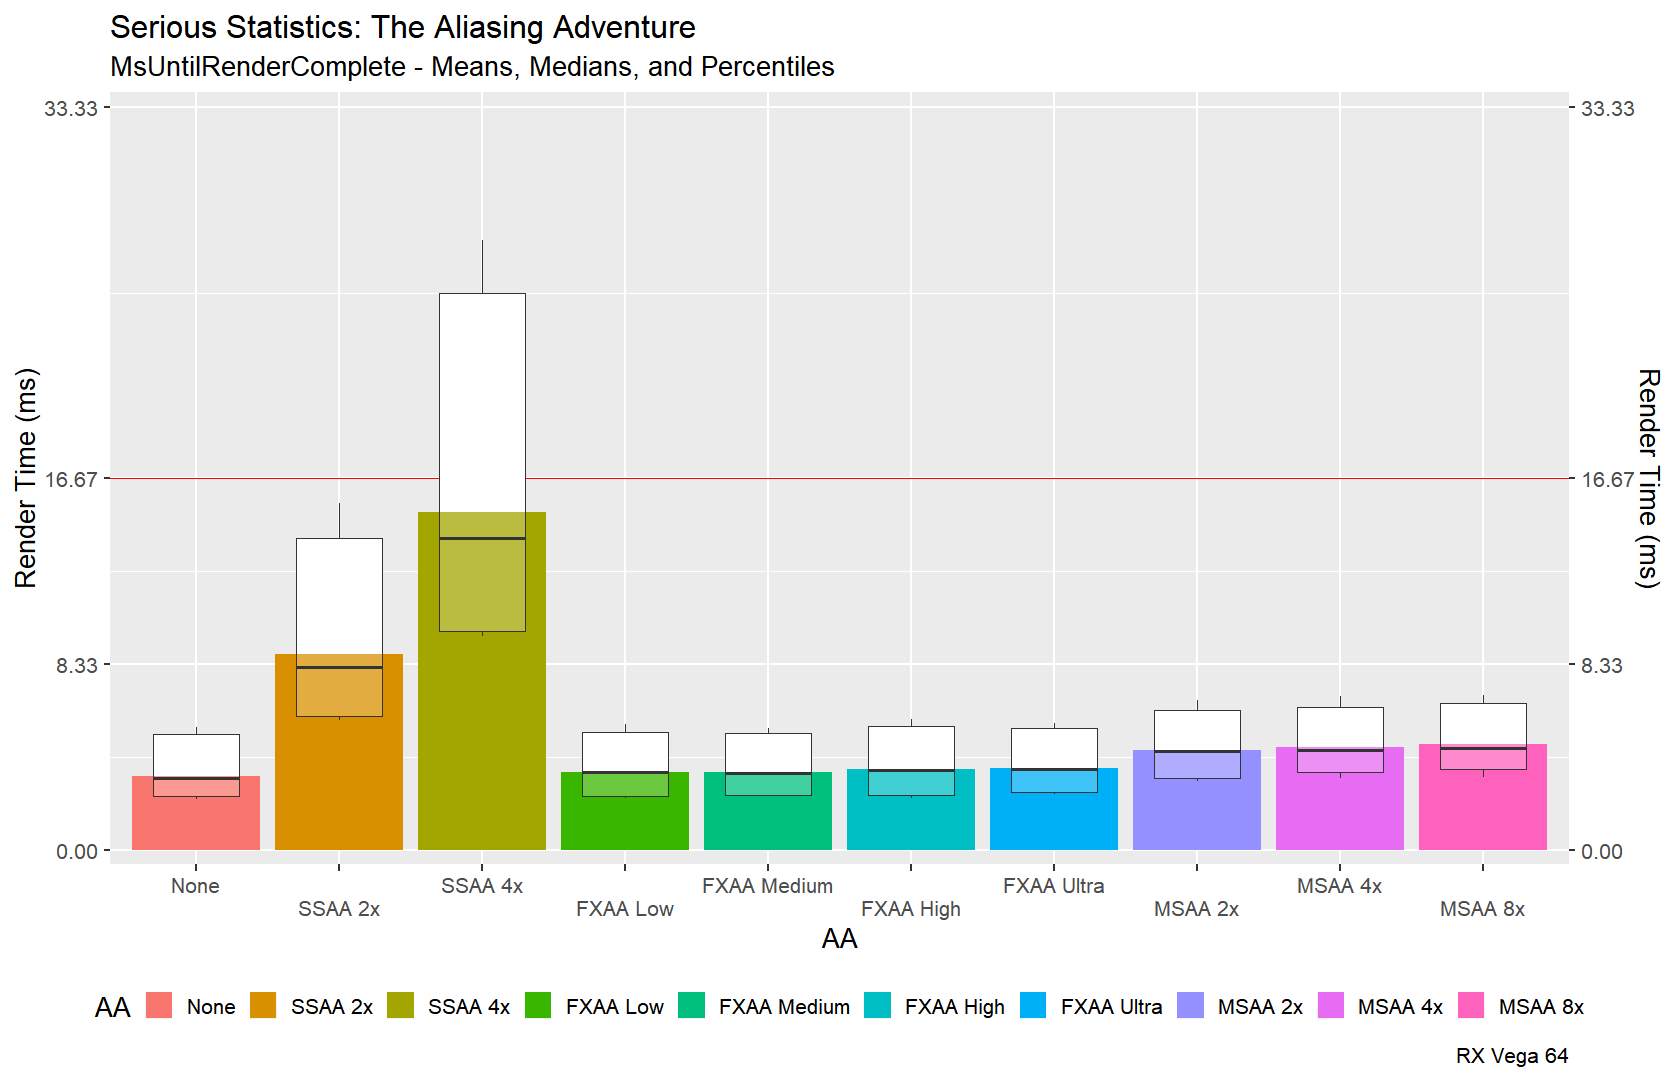 Serious Statistics: The Aliasing Adventure
MsUntilRenderComplete - Means, Medians, and Percentiles
33.33
33.33
16.67
16.67
8.33
8.33
0.00
0.00
Render Time (ms)
Render Time (ms)
None
SSAA 2x
SSAA 4x
FXAA Low
FXAA Medium
FXAA High
FXAA Ultra
MSAA 2x
MSAA 4x
MSAA 8x
AA
AA None SSAA 2x SSAA 4x FXAA Low FXAA Medium FXAA High FXAA Ultra MSAA 2x MSAA 4x MSAA 8x
RX Vega 64